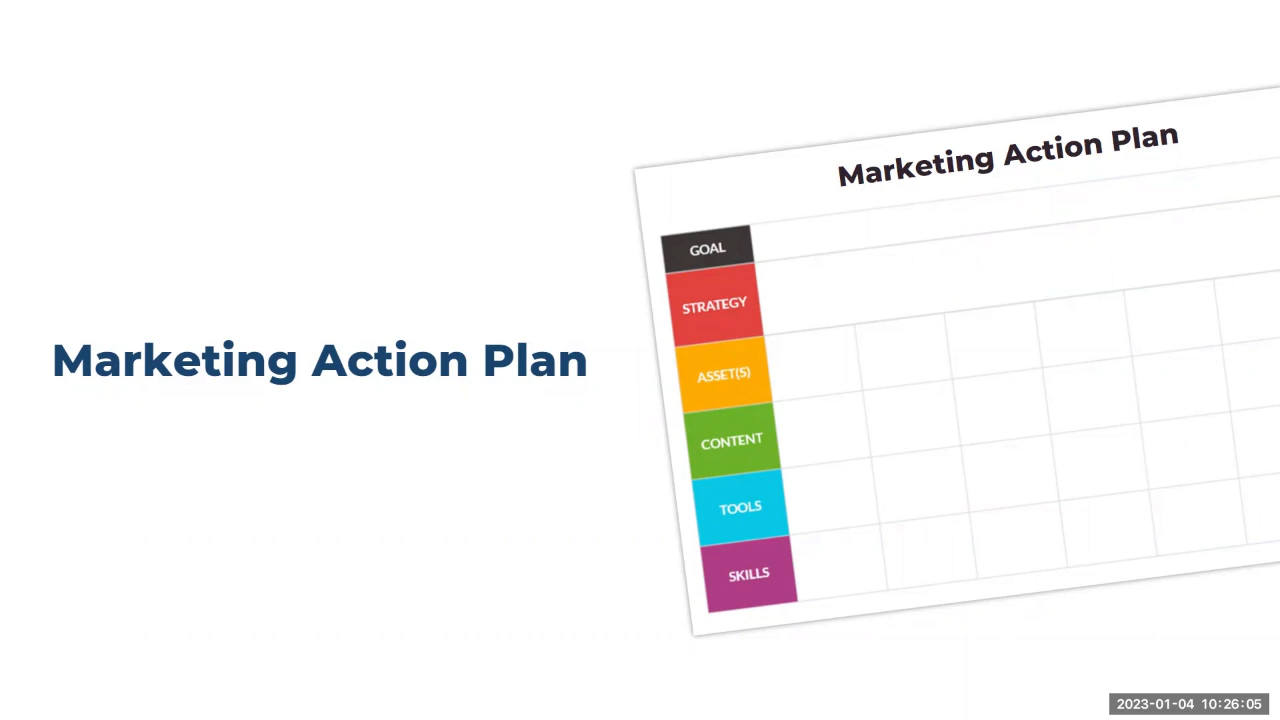 Marketing Action Plan
Marketing Action Plan
GOAL
STRATEGY
ASSET(S)
CONTENT
TOOLS
SKILLS
2023-01-04 10:26:05